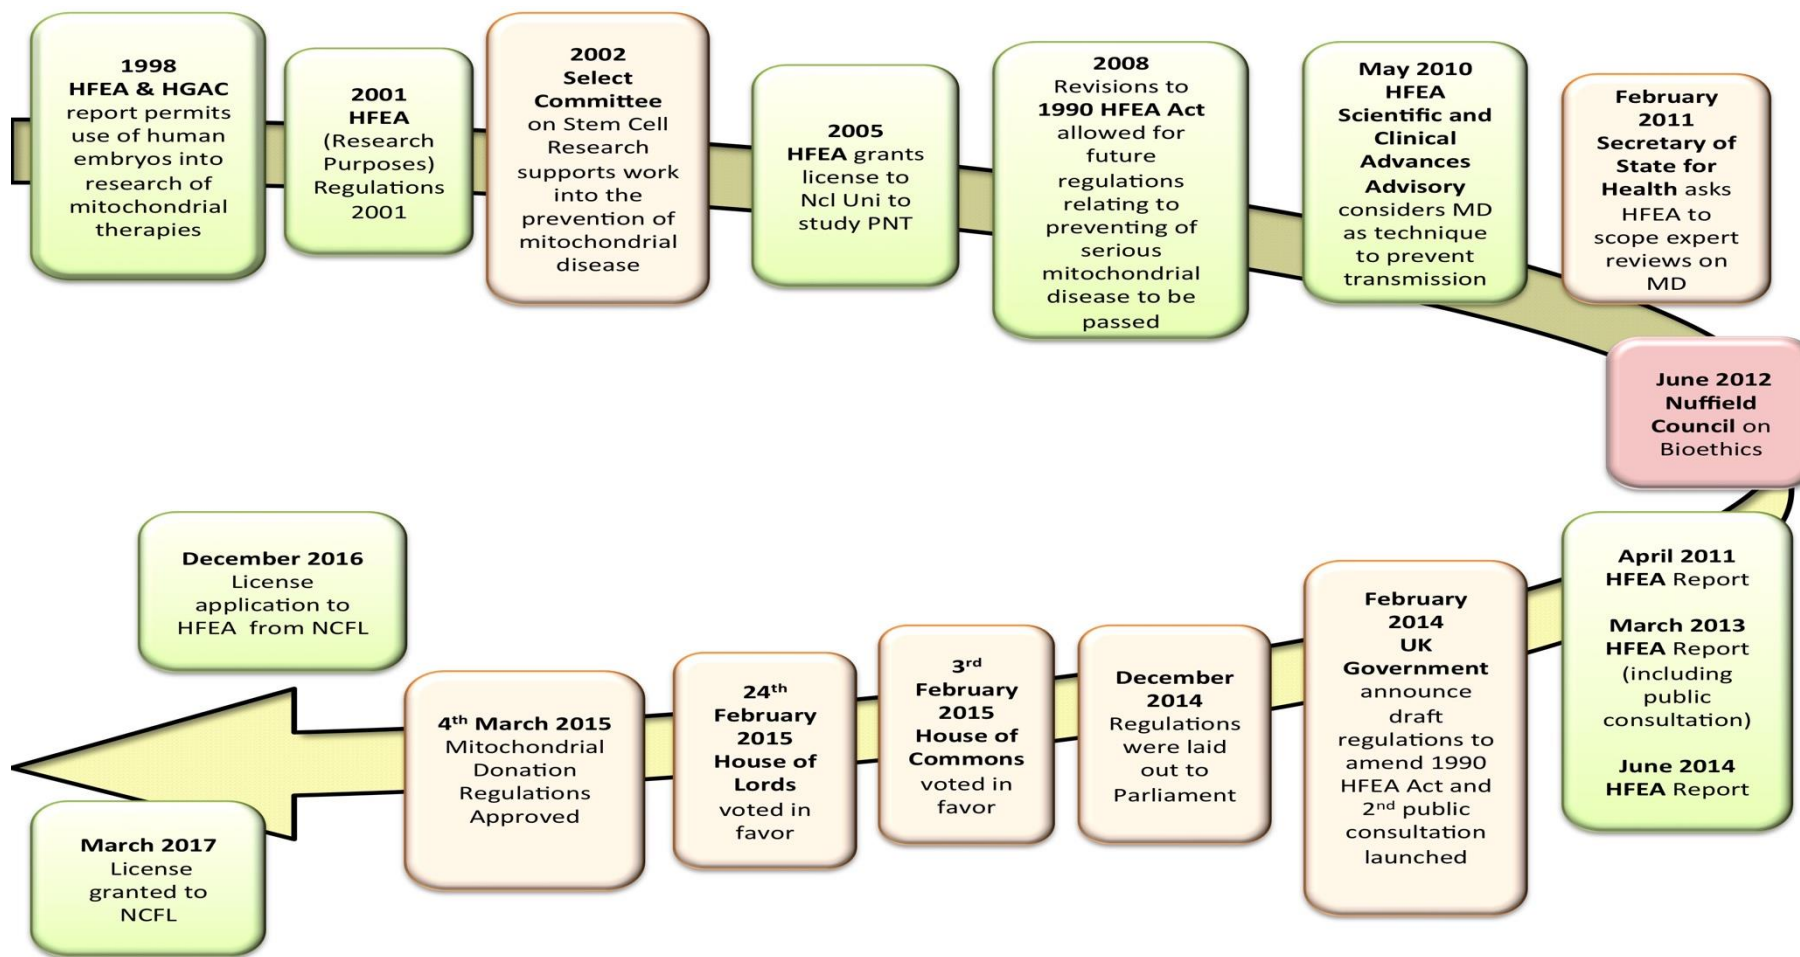 1998
HFEA & HGAC
report permits
use of human
embryos into
research of
mitochondrial
therapies
2001
HFEA
(Research
Purposes)
Regulations
2001
2002
Select
Committee
on Stem Cell
Research
supports work
into the
prevention of
mitochondrial
disease
2005
HFEA grants
license to
Ncl Uni to
study PNT
2008
Revisions to
1990 HFEA Act
allowed for
future
regulations
relating to
preventing of
serious
mitochondrial
disease to be
passed
May 2010
HFEA
Scientific and
Clinical
Advances
Advisory
considers MD
as technique
to prevent
transmission
February
2011
Secretary of
State for
Health asks
HFEA to
scope expert
reviews on
MD
June 2012
Nuffield
Council on
Bioethics
April 2011
HFEA Report
March 2013
HFEA Report
(including
public
consultation)
June 2014
HFEA Report
February
2014
UK
Government
announce
draft
regulations to
amend 1990
HFEA Act and
2nd public
consultation
launched
December
2014
Regulations
were laid
out to
Parliament
3rd
February
2015
House of
Commons
voted in
favor
24th
February
2015
House of
Lords
voted in
favor
4th March 2015
Mitochondrial
Donation
Regulations
Approved
December 2016
License
application to
HFEA from NCFL
March 2017
License
granted to
NCFL